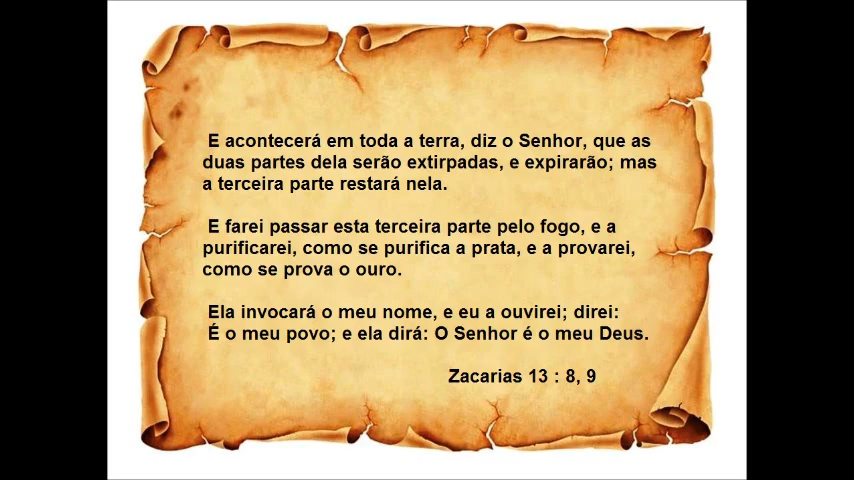 E acontecerá em toda a terra, diz o Senhor, que as
duas partes dela serão extirpadas, e expirarão; mas
a terceira parte restará nela.
E farei passar esta terceira parte pelo fogo, e a
purificarei, como se purifica a prata, e a provarei,
como se prova o ouro.
Ela invocará o meu nome, e eu a ouvirei; direi:
É o meu povo; e ela dirá: O Senhor é o meu Deus.
Zacarias 13 : 8, 9